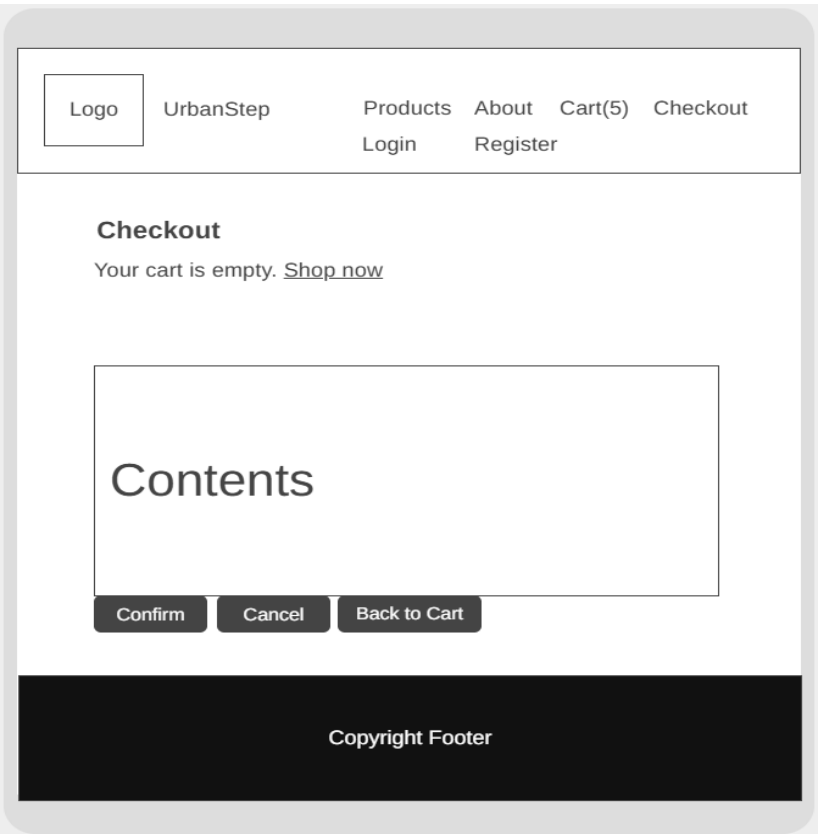 Logo UrbanStep Products About Cart(5) Checkout
Login Register
Checkout
Your cart is empty. Shop now
Contents
Confirm Cancel Back to Cart
Copyright Footer